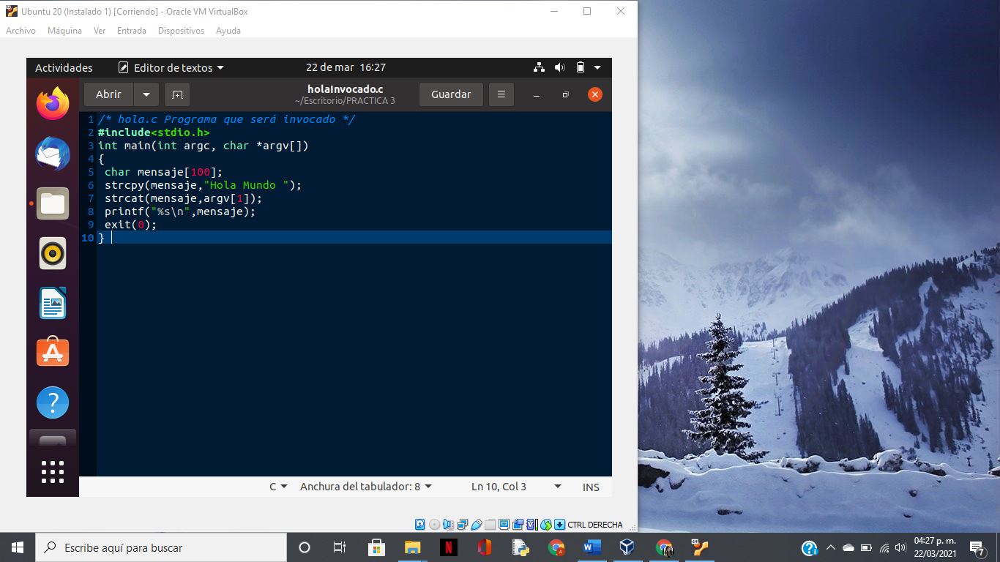 Ubuntu 20 (Instalado 1) [Corriendo] - Oracle VM VirtualBox
Archivo Máquina Ver Entrada Dispositivos Ayuda
Actividades Editor de textos 22 de mar 16:27
Abrir holaInvocado.c Guardar
~/Escritorio/PRACTICA 3
1 /* hola.c Programa que será invocado */
2 #include<stdio.h>
3 int main(int argc, char *argv[])
4 {
5 char mensaje[100];
6 strcpy(mensaje,"Hola Mundo ");
7 strcat(mensaje,argv[1]);
8 printf("%s\n",mensaje);
9 exit(0);
10 }
C Anchura del tabulador: 8 Ln 10, Col 3 INS
CTRL DERECHA
Escribe aquí para buscar
04:27 p. m.
22/03/2021
7